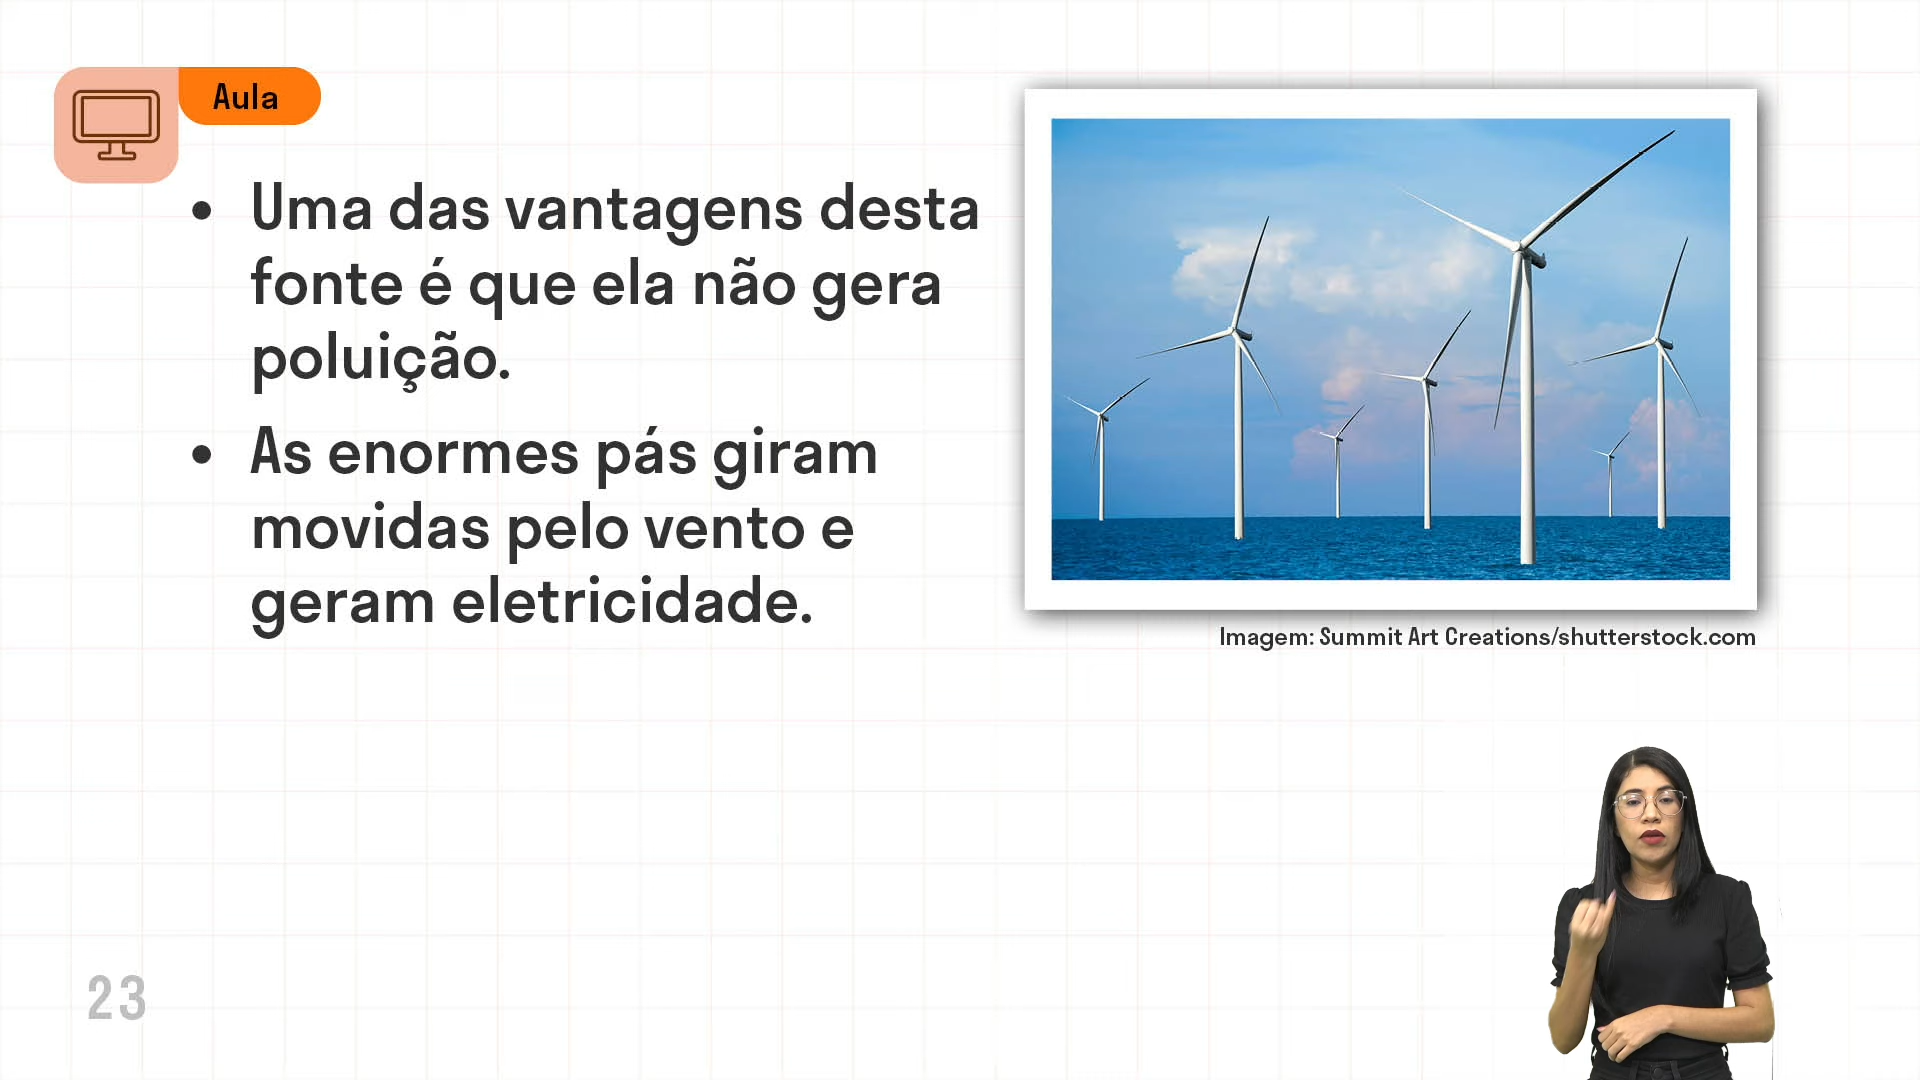 Aula
• Uma das vantagens desta
fonte é que ela não gera
poluição.
• As enormes pás giram
movidas pelo vento e
geram eletricidade.
Imagem: Summit Art Creations/shutterstock.com
23